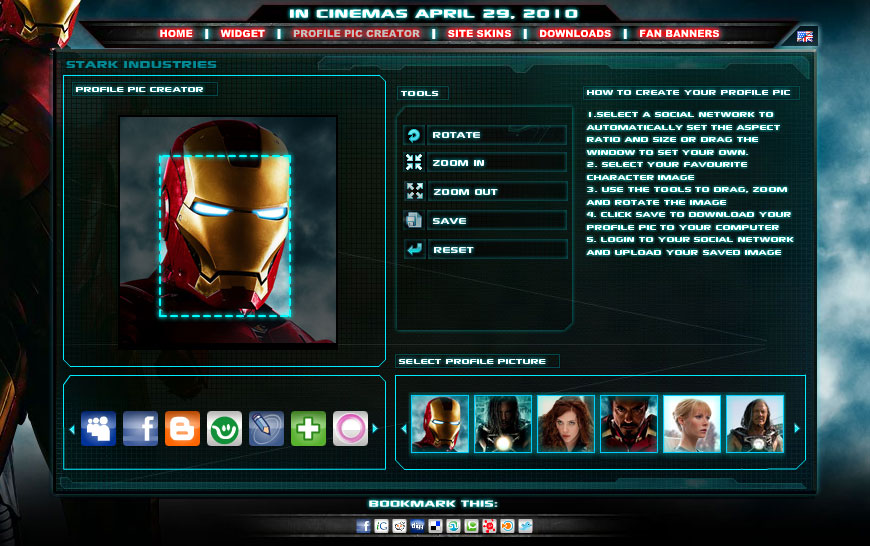 IN CINEMAS APRIL 29, 2010
HOME WIDGET PROFILE PIC CREATOR SITE SKINS DOWNLOADS FAN BANNERS
STARK INDUSTRIES
PROFILE PIC CREATOR
TOOLS
ROTATE
ZOOM IN
ZOOM OUT
SAVE
RESET
HOW TO CREATE YOUR PROFILE PIC
1.SELECT A SOCIAL NETWORK TO
AUTOMATICALLY SET THE ASPECT
RATIO AND SIZE OR DRAG THE
WINDOW TO SET YOUR OWN.
2. SELECT YOUR FAVOURITE
CHARACTER IMAGE
3. USE THE TOOLS TO DRAG, ZOOM
AND ROTATE THE IMAGE
4. CLICK SAVE TO DOWNLOAD YOUR
PROFILE PIC TO YOUR COMPUTER
5. LOGIN TO YOUR SOCIAL NETWORK
AND UPLOAD YOUR SAVED IMAGE
SELECT PROFILE PICTURE
BOOKMARK THIS: